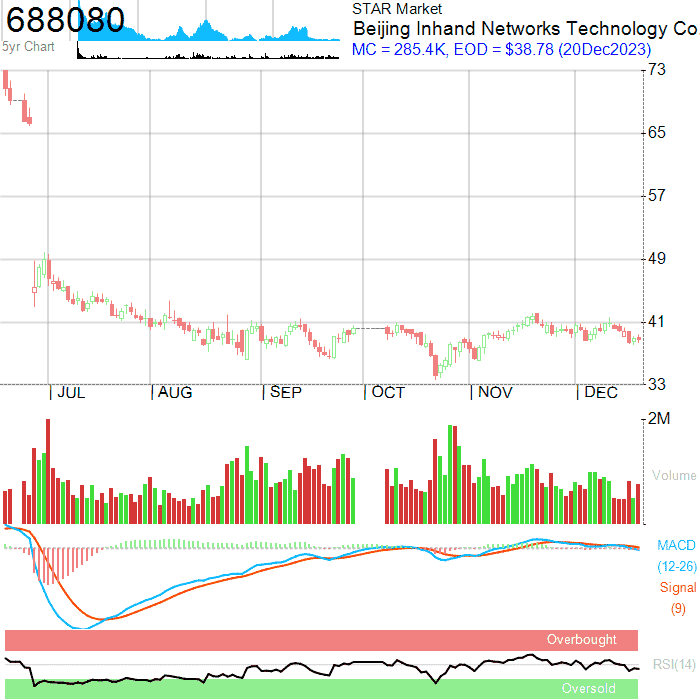 688080
5yr Chart
STAR Market
Beijing Inhand Networks Technology Co
MC = 285.4K, EOD = $38.78 (20Dec2023)
73
65
57
49
41
33
JUL
AUG
SEP
OCT
NOV
DEC
2M
Volume
MACD
(12-26)
Signal
(9)
Overbought
RSI(14)
Oversold